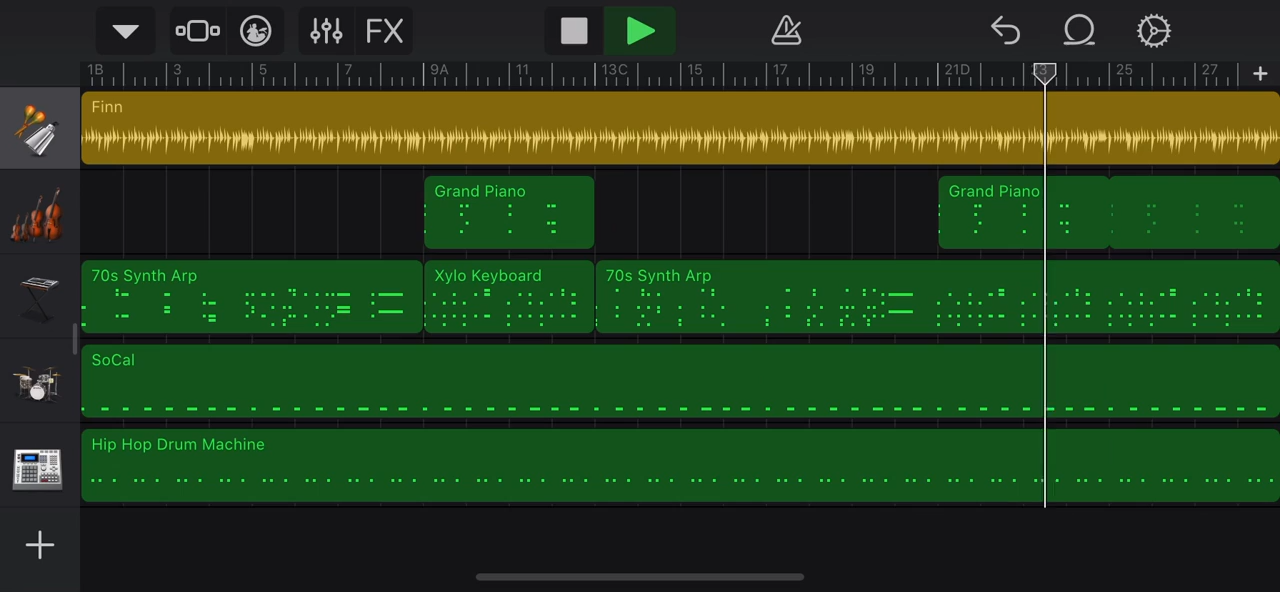 FX
1B 3 5 7 9A 11 13C 15 17 19 21D 23 25 27
Finn
Grand Piano Grand Piano
70s Synth Arp Xylo Keyboard 70s Synth Arp
SoCal
Hip Hop Drum Machine